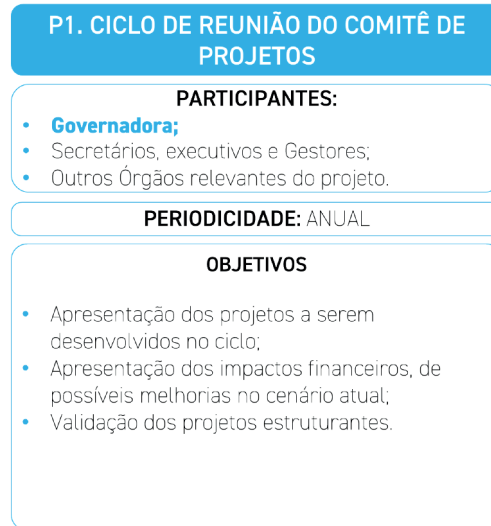 P1. CICLO DE REUNIÃO DO COMITÊ DE
PROJETOS
PARTICIPANTES:
• Governadora;
• Secretários, executivos e Gestores;
• Outros Órgãos relevantes do projeto.
PERIODICIDADE: ANUAL
OBJETIVOS
• Apresentação dos projetos a serem
desenvolvidos no ciclo;
• Apresentação dos impactos financeiros, de
possíveis melhorias no cenário atual;
• Validação dos projetos estruturantes.